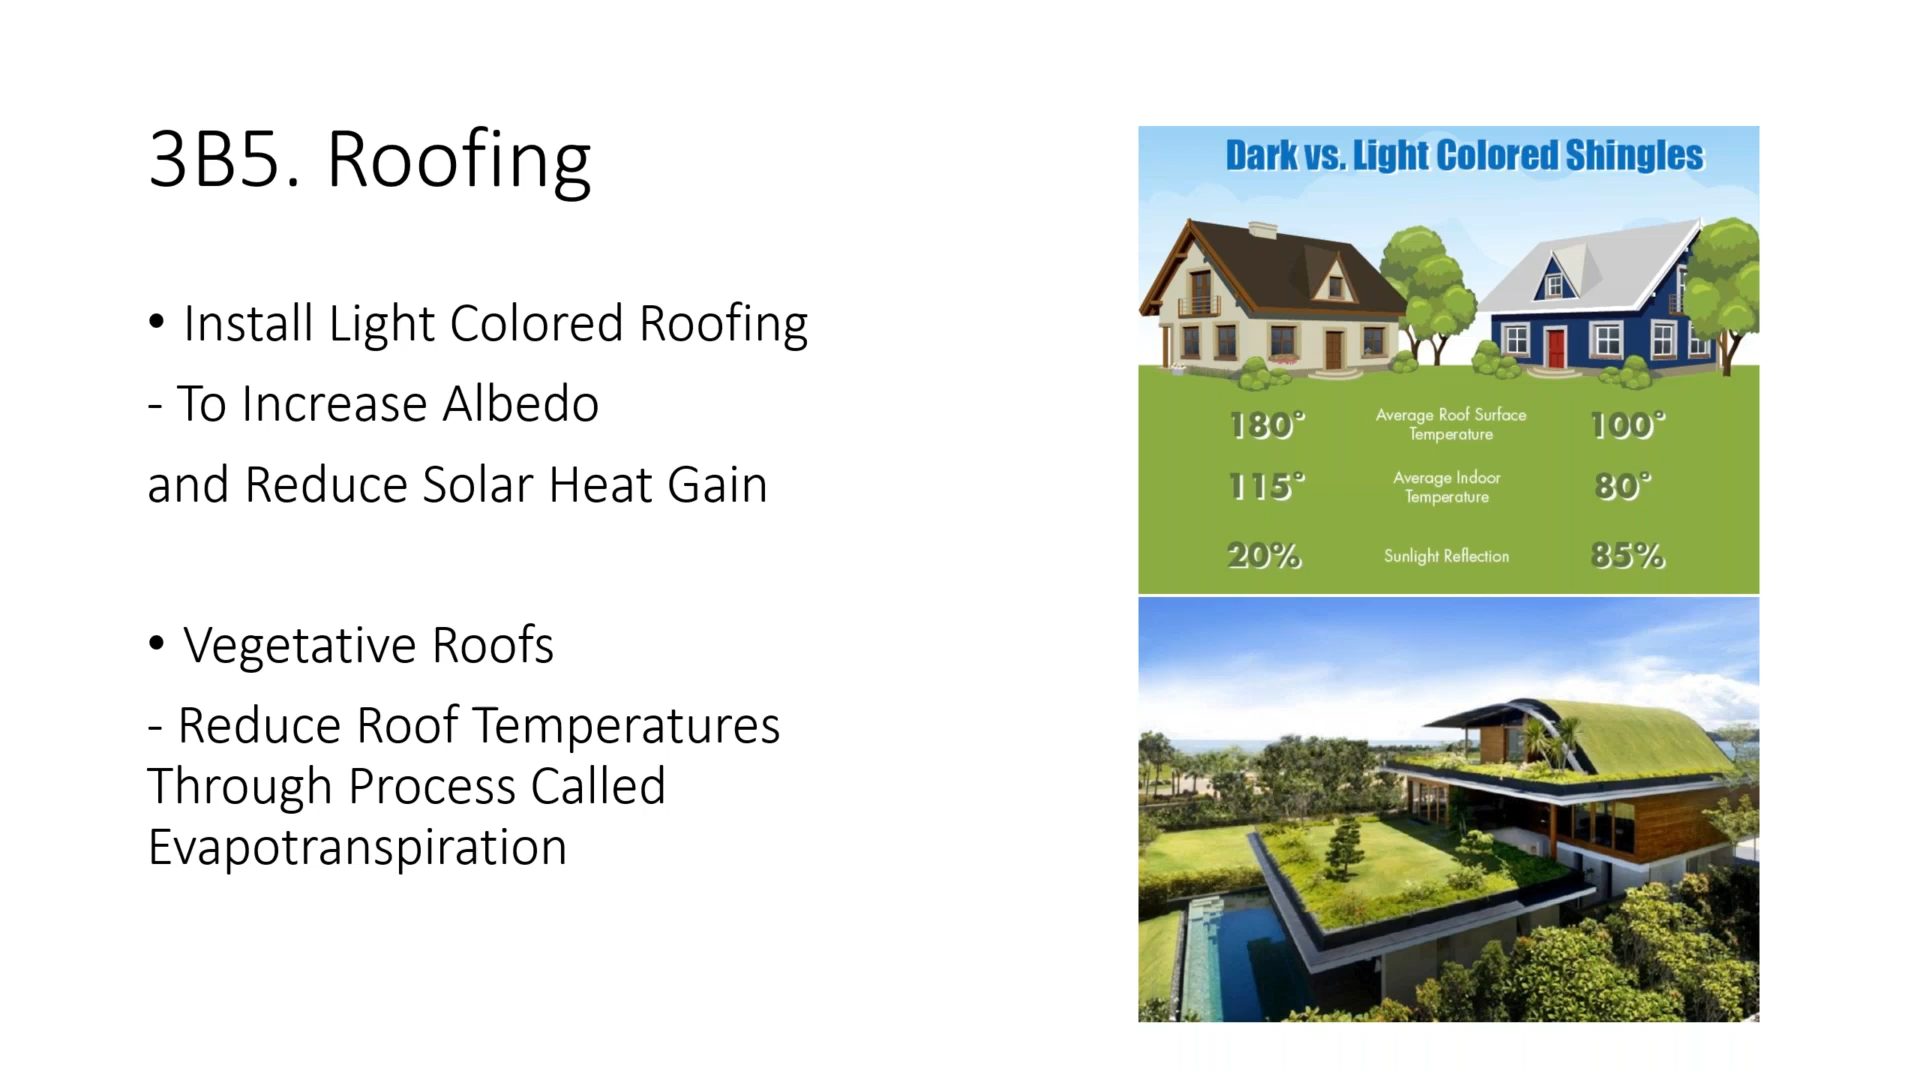 3B5. Roofing
• Install Light Colored Roofing
- To Increase Albedo
and Reduce Solar Heat Gain
• Vegetative Roofs
- Reduce Roof Temperatures
Through Process Called
Evapotranspiration
Dark vs. Light Colored Shingles
180° Average Roof Surface 100°
Temperature
115° Average Indoor 80°
Temperature
20% Sunlight Reflection 85%